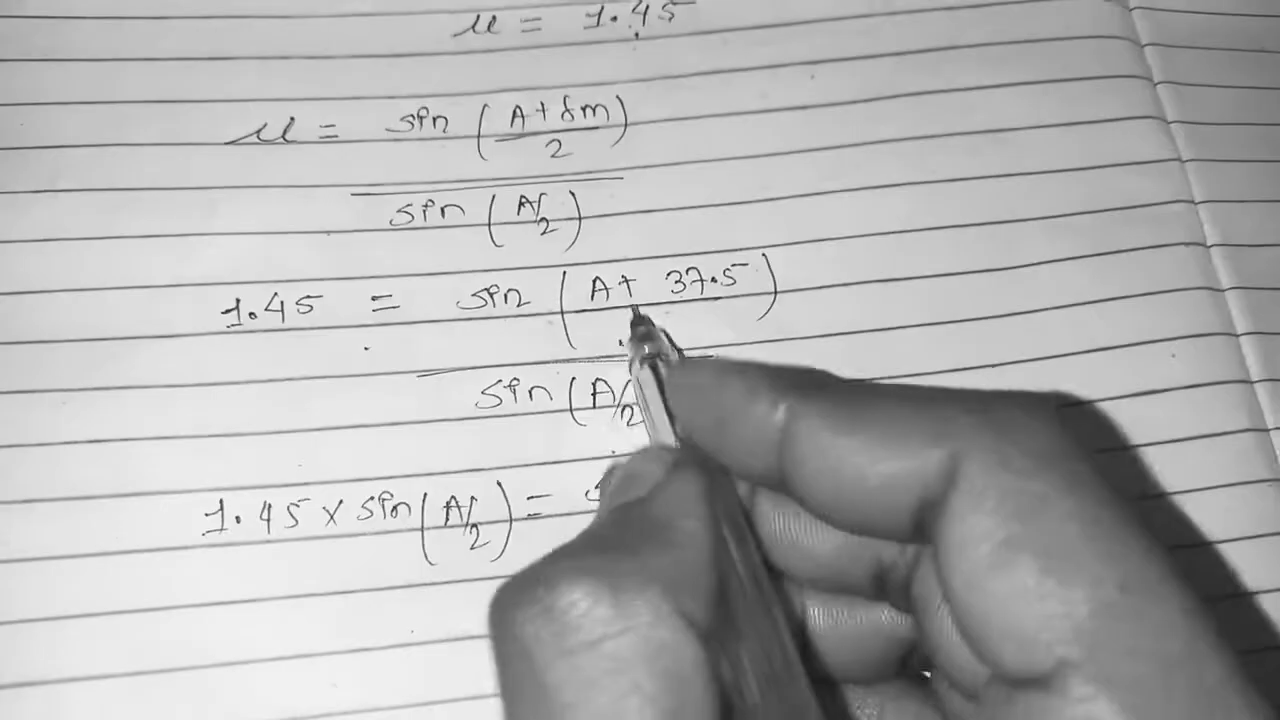 μ = 1.45
μ = sin (A + δm / 2)
sin (A/2)
1.45 = sin (A + 37.5)
sin (A/2
1.45 × sin (A/2) =